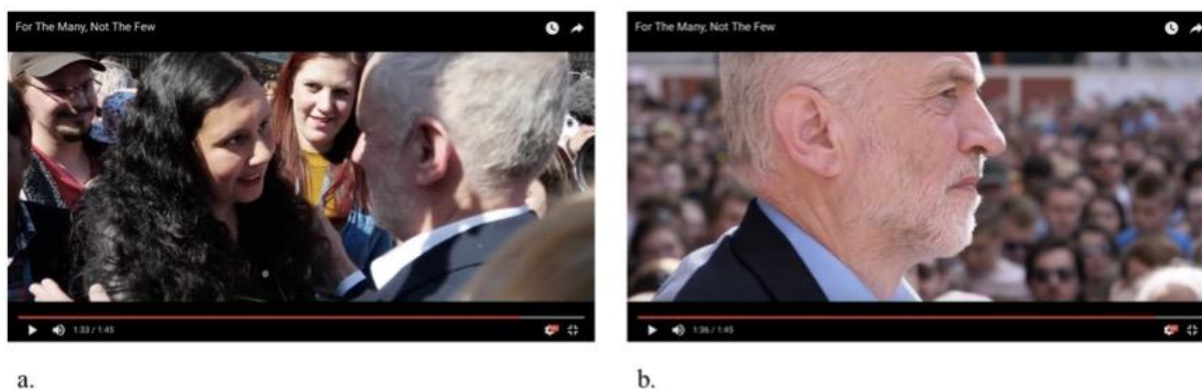 For The Many, Not The Few
For The Many, Not The Few
1:33 / 1:45
1:36 / 1:45
a.
b.